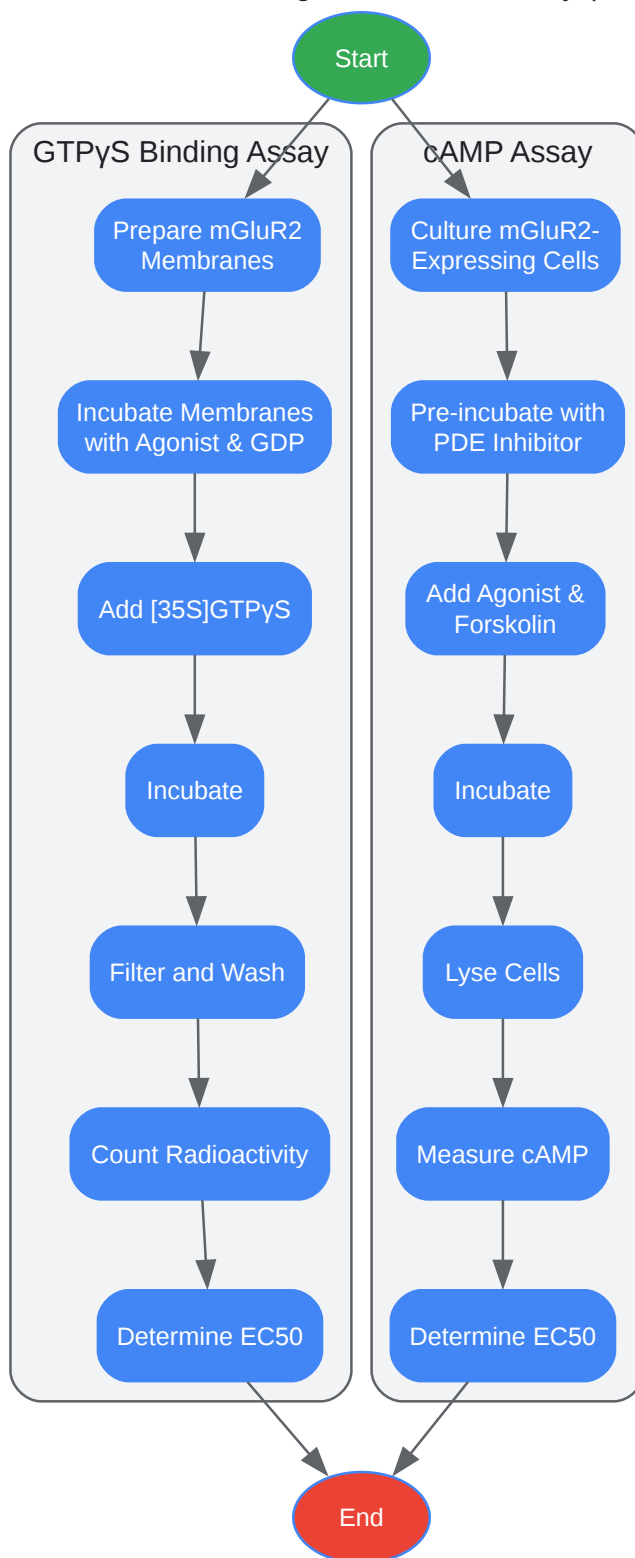 Start
GTPγS Binding Assay
Prepare mGluR2
Membranes
Incubate Membranes
with Agonist & GDP
Add [35S]GTPγS
Incubate
Filter and Wash
Count Radioactivity
Determine EC50
cAMP Assay
Culture mGluR2-
Expressing Cells
Pre-incubate with
PDE Inhibitor
Add Agonist &
Forskolin
Incubate
Lyse Cells
Measure cAMP
Determine EC50
End